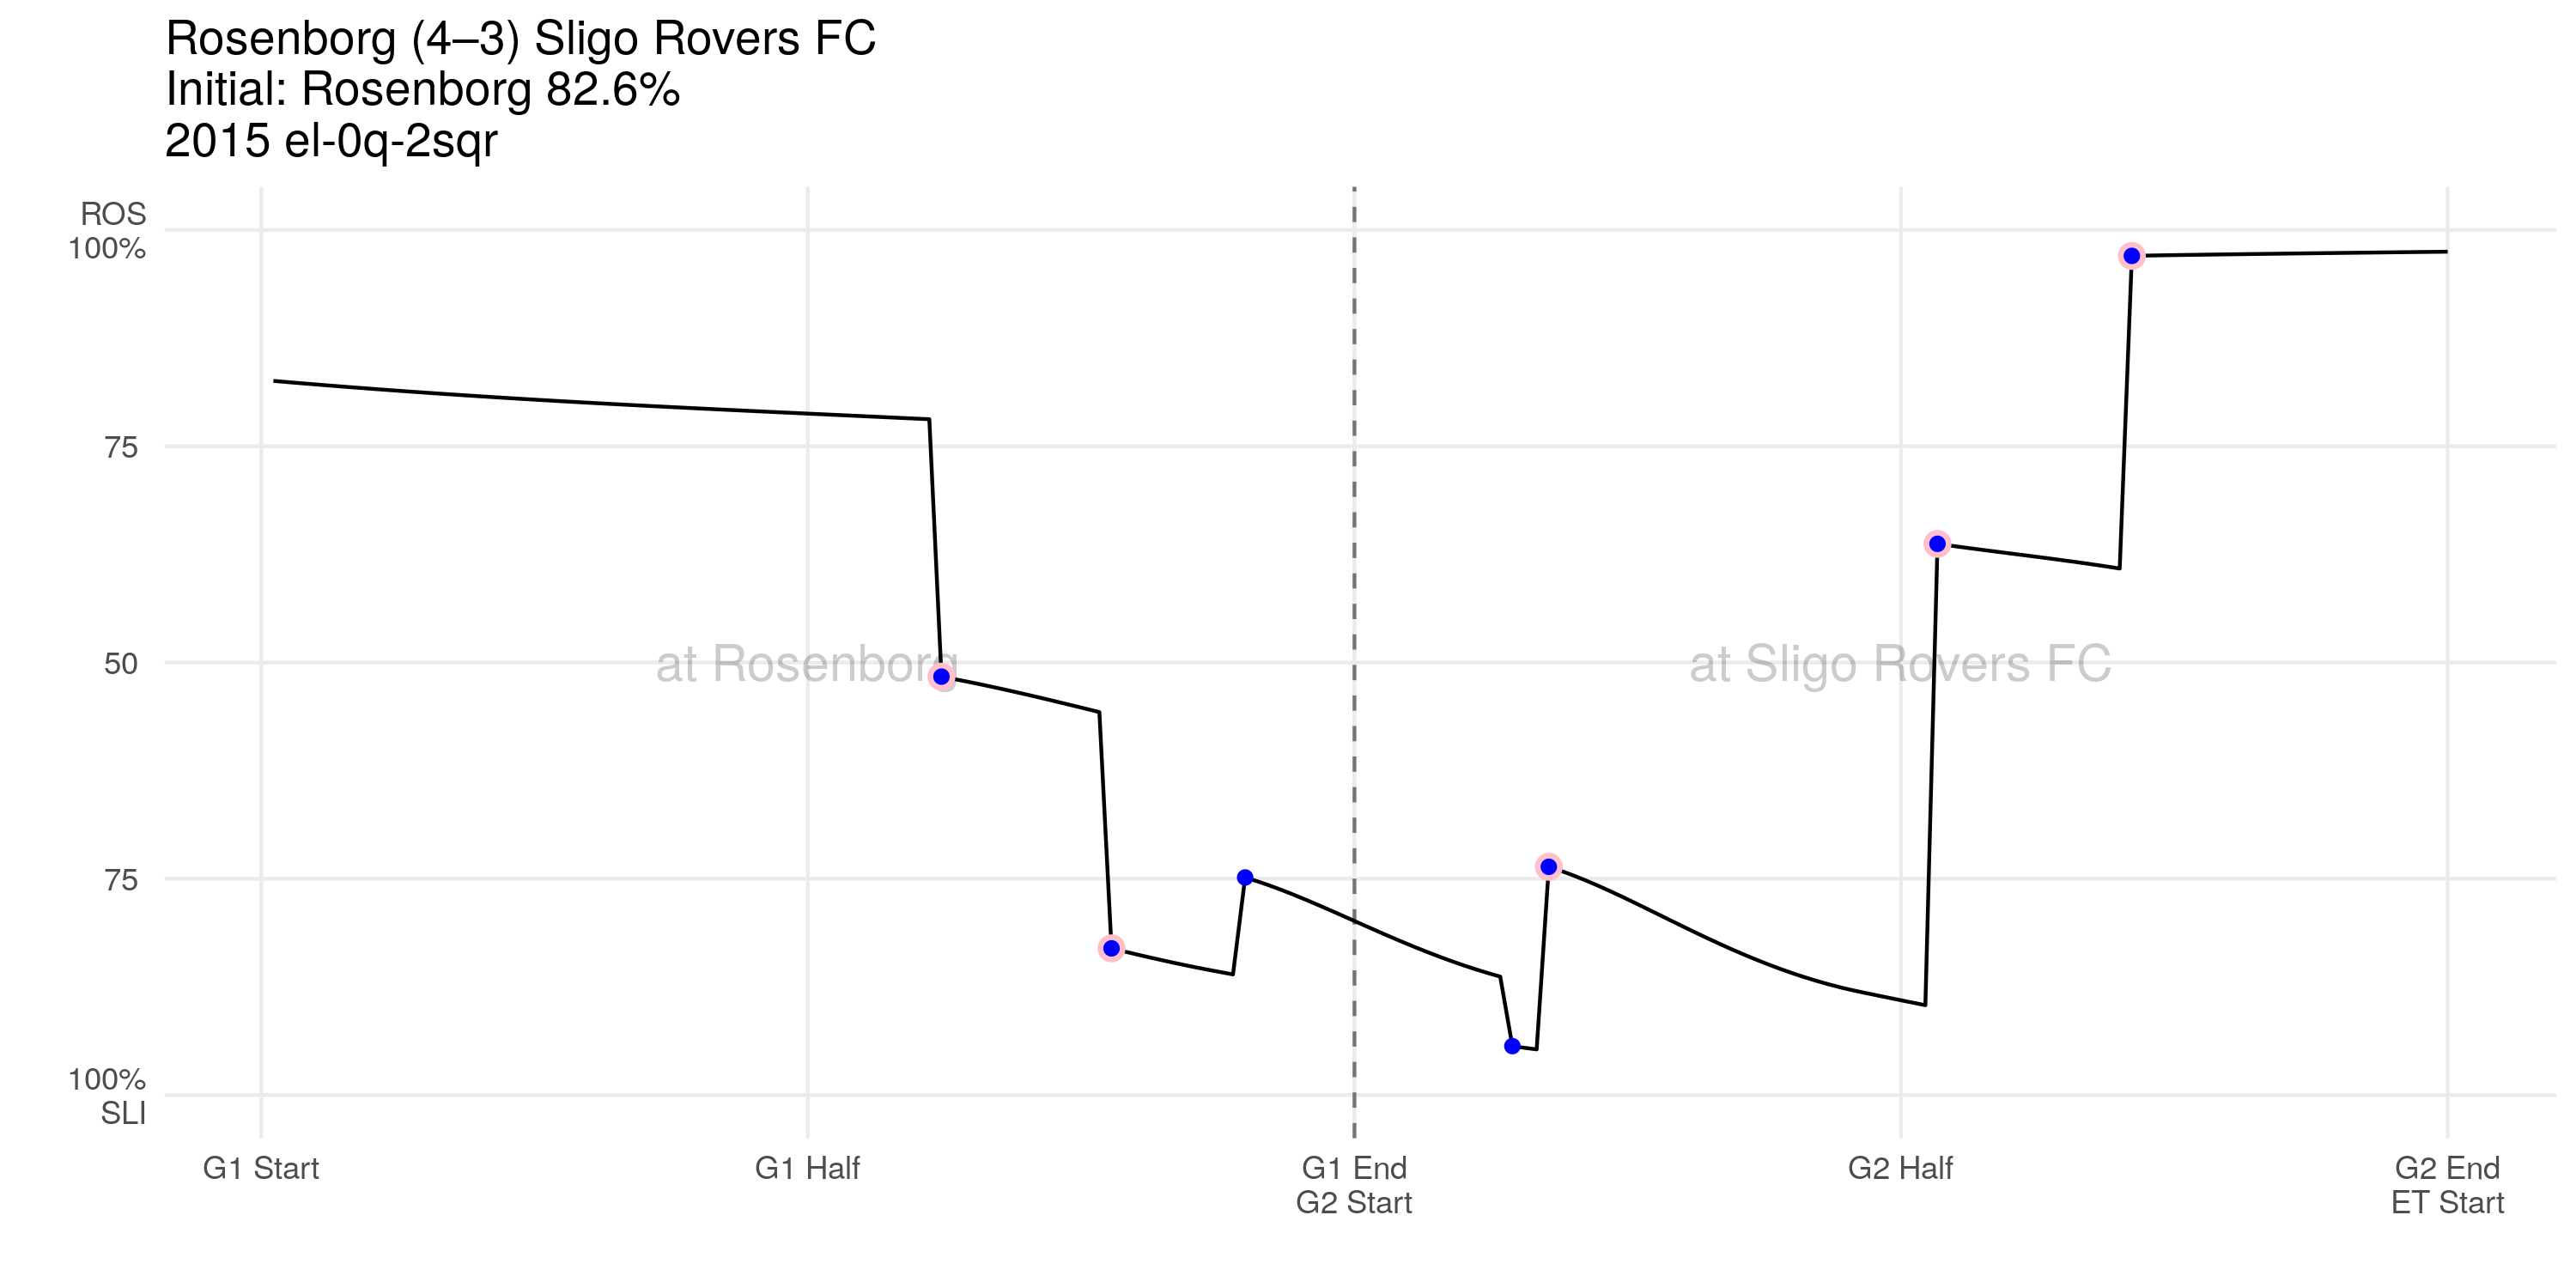 Rosenborg (4–3) Sligo Rovers FC
Initial: Rosenborg 82.6%
2015 el-0q-2sqr
ROS
100%
75
50
75
100%
SLI
at Rosenborg
at Sligo Rovers FC
G1 Start
G1 Half
G1 End
G2 Start
G2 Half
G2 End
ET Start